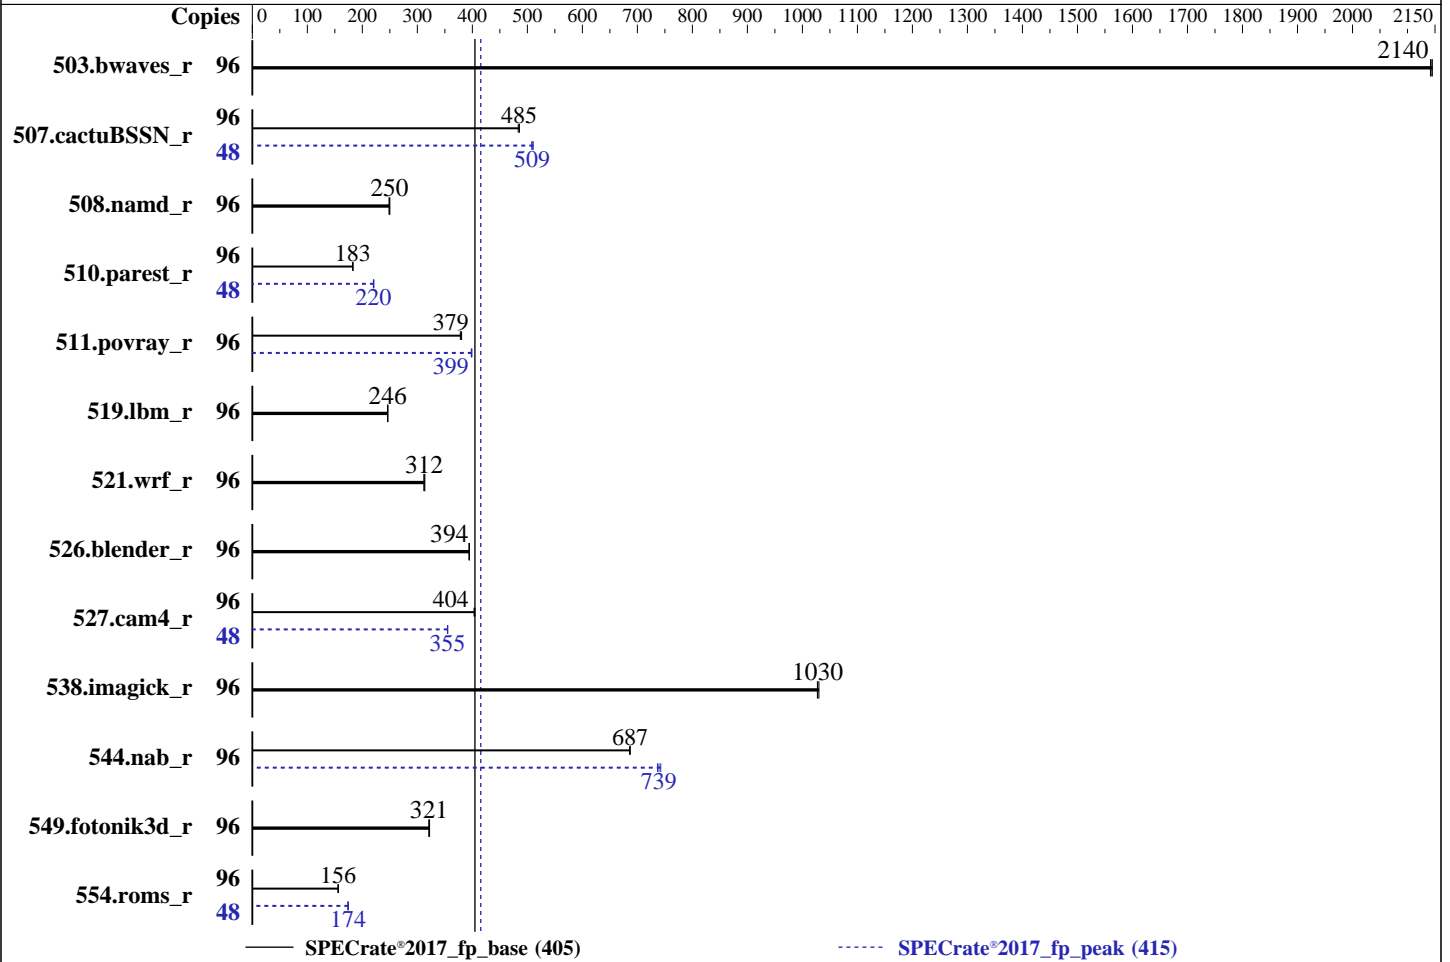 Copies 0 100 200 300 400 500 600 700 800 900 1000 1100 1200 1300 1400 1500 1600 1700 1800 1900 2000 2150
503.bwaves_r 96 2140
96 485
507.cactuBSSN_r
48 509
508.namd_r 96 250
96 183
510.parest_r
48 220
379
511.povray_r 96
399
519.lbm_r 96 246
521.wrf_r 96 312
526.blender_r 96 394
96 404
527.cam4_r
48 355
538.imagick_r 96 1030
687
544.nab_r 96
739
549.fotonik3d_r 96 321
96 156
554.roms_r
48 174
SPECrate®2017_fp_base (405) SPECrate®2017_fp_peak (415)